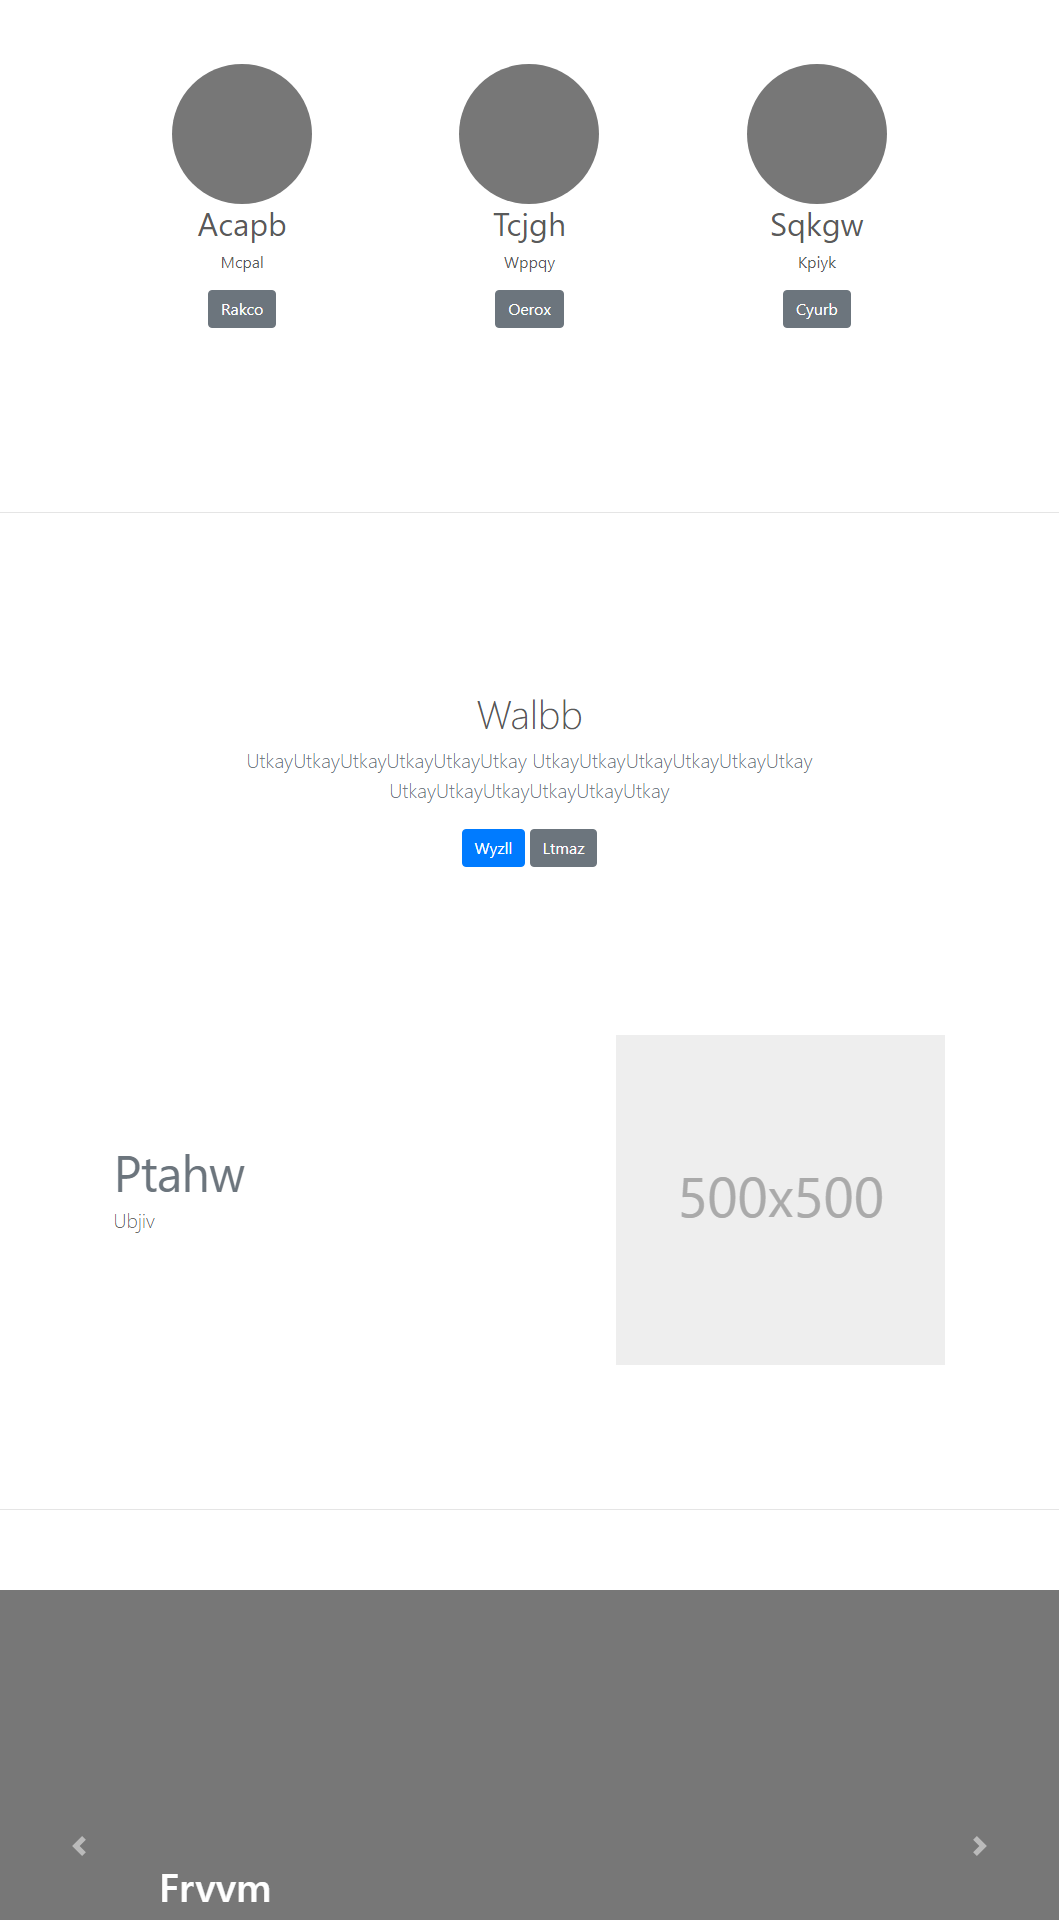 Acapb
Tcjgh
Sqkgw
Mcpal
Wppqy
Kpiyk
Rakco
Oerox
Cyurb
Walbb
UtkayUtkayUtkayUtkayUtkayUtkay UtkayUtkayUtkayUtkayUtkayUtkay
UtkayUtkayUtkayUtkayUtkayUtkay
Wyzll
Ltmaz
Ptahw
Ubjiv
500x500
Frvvm